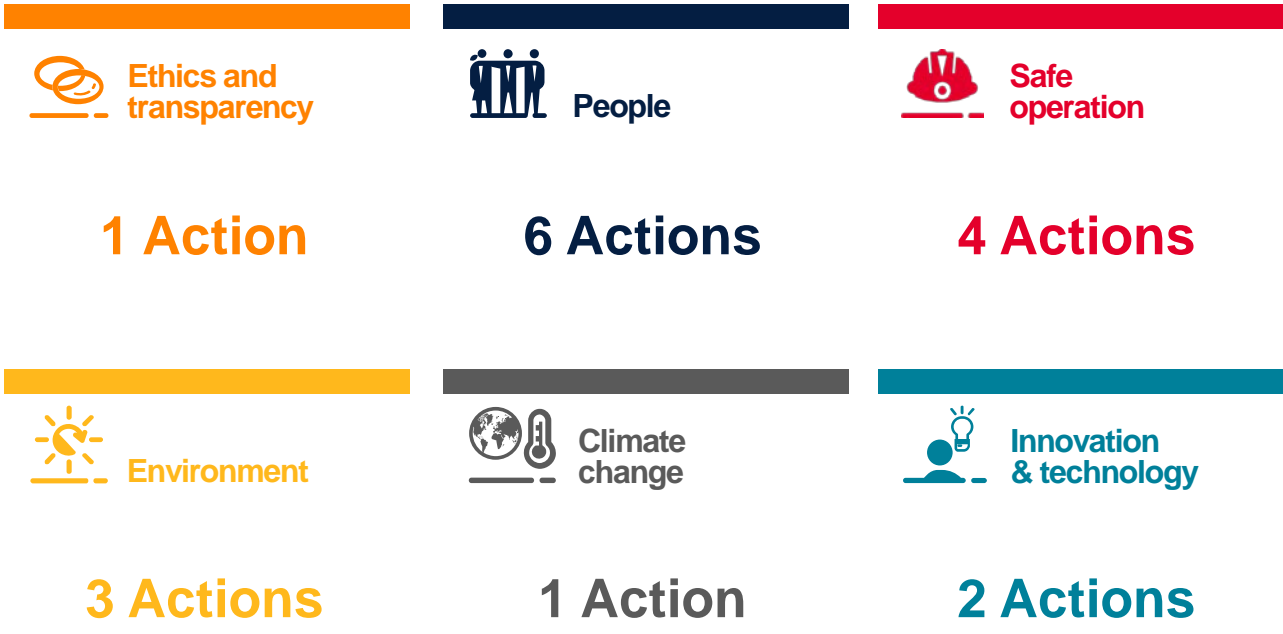 Ethics and
transparency
1 Action
People
6 Actions
Safe
operation
4 Actions
Environment
3 Actions
Climate
change
1 Action
Innovation
& technology
2 Actions